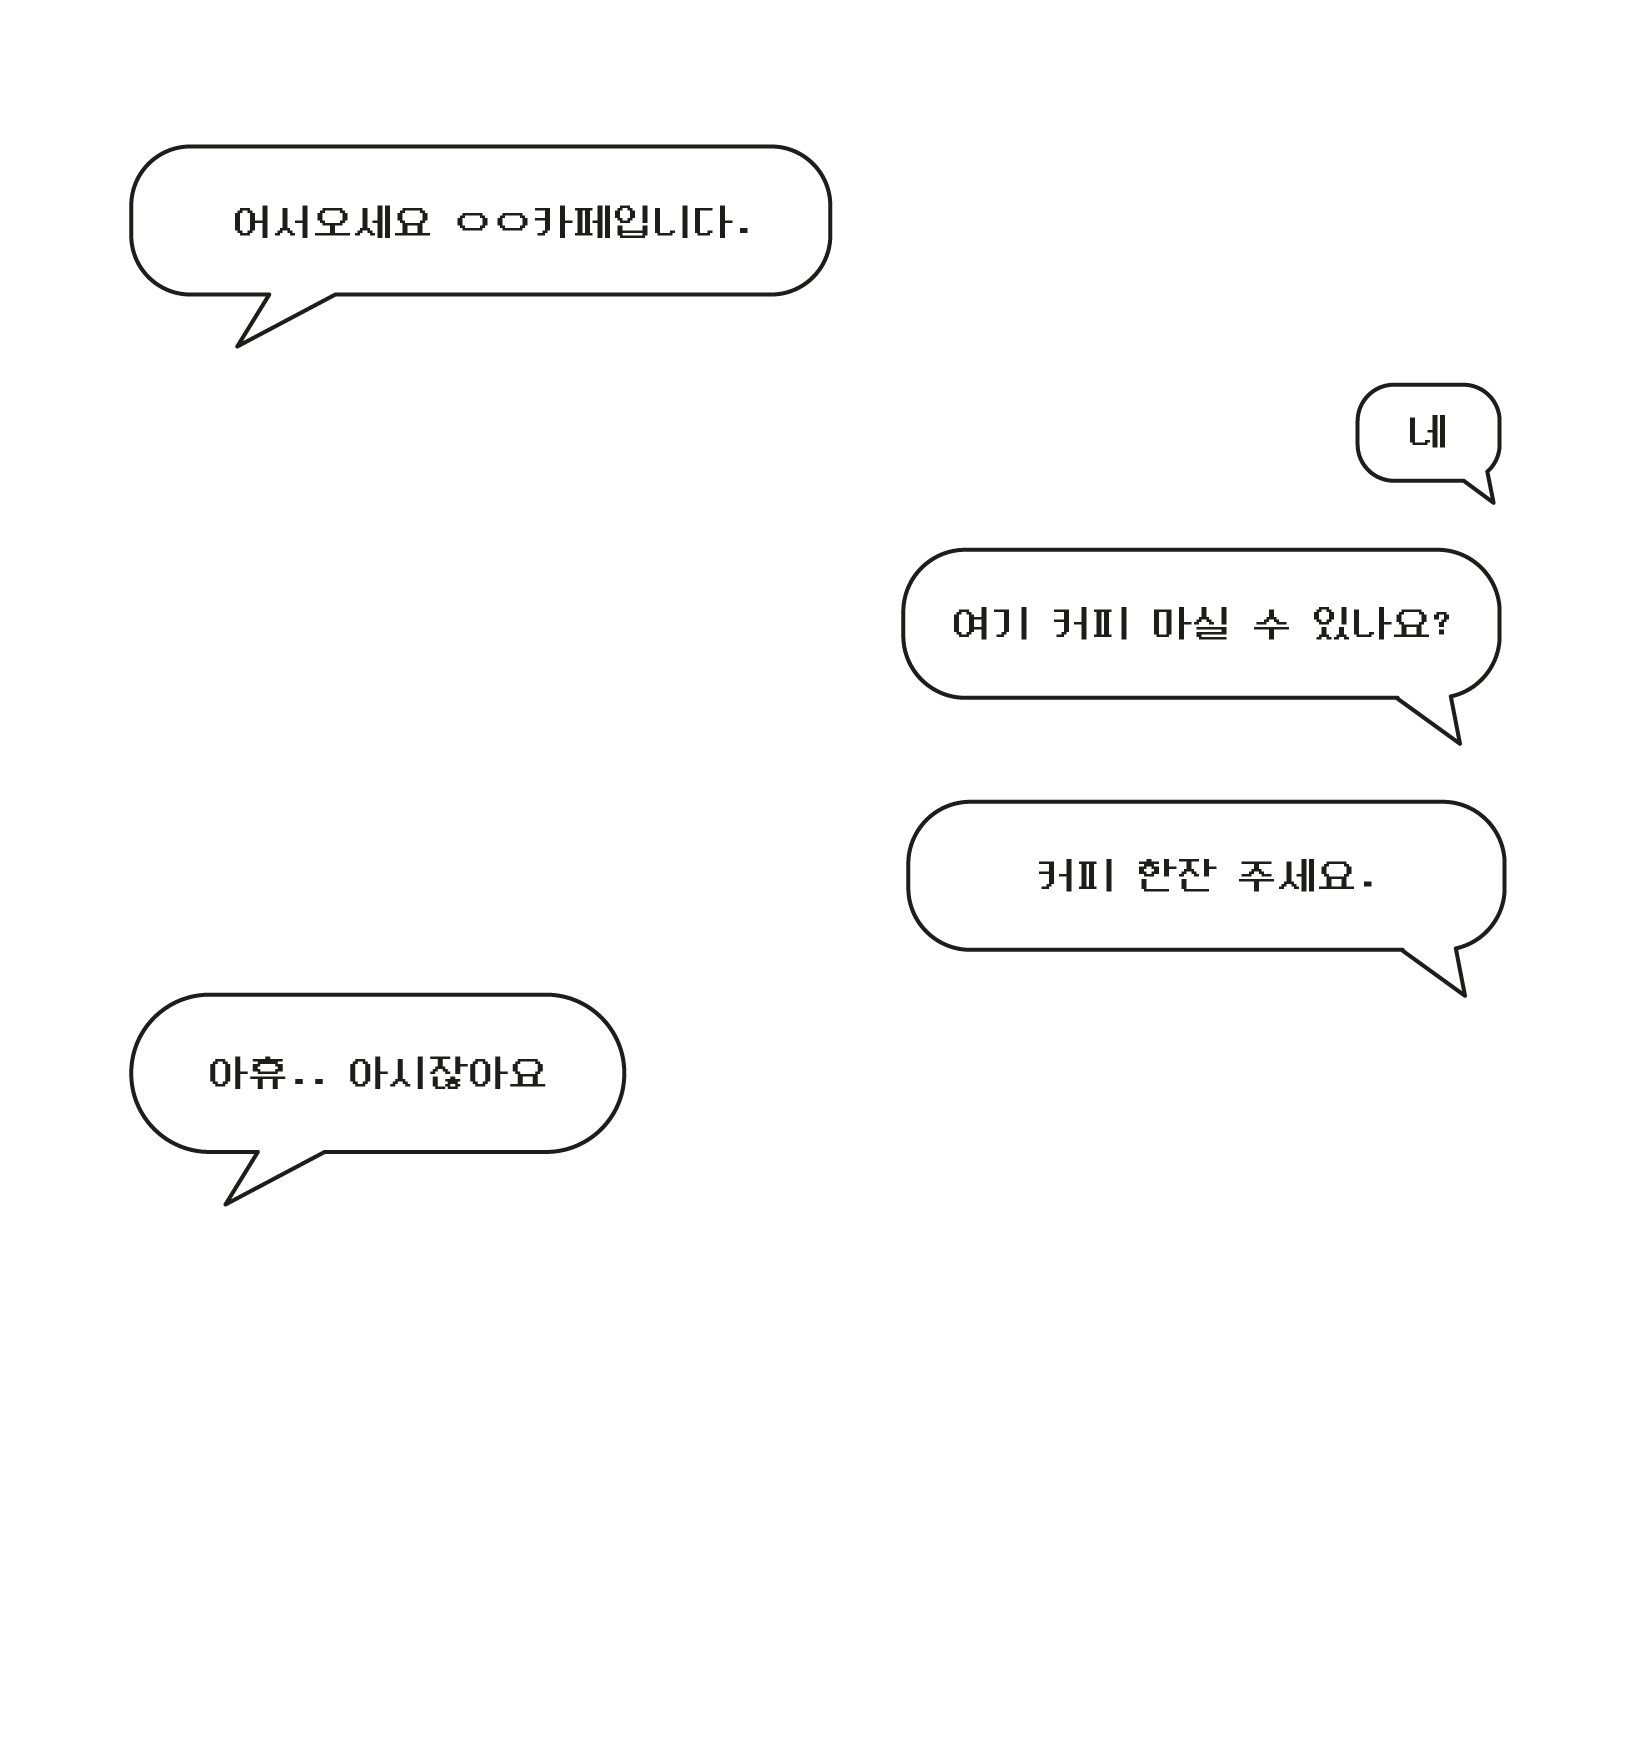 어서오세요 ㅇㅇ카페입니다.
네
여기 커피 마실 수 있나요?
커피 한잔 주세요.
아휴.. 아시잖아요